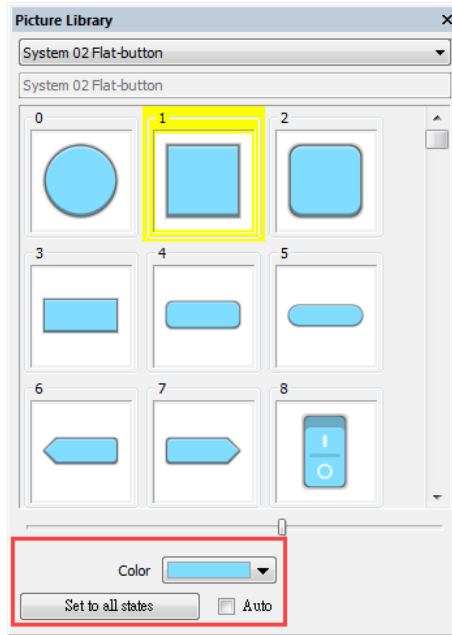 Picture Library
System 02 Flat-button
System 02 Flat-button
0 1 2
3 4 5
6 7 8
Color
Set to all states Auto